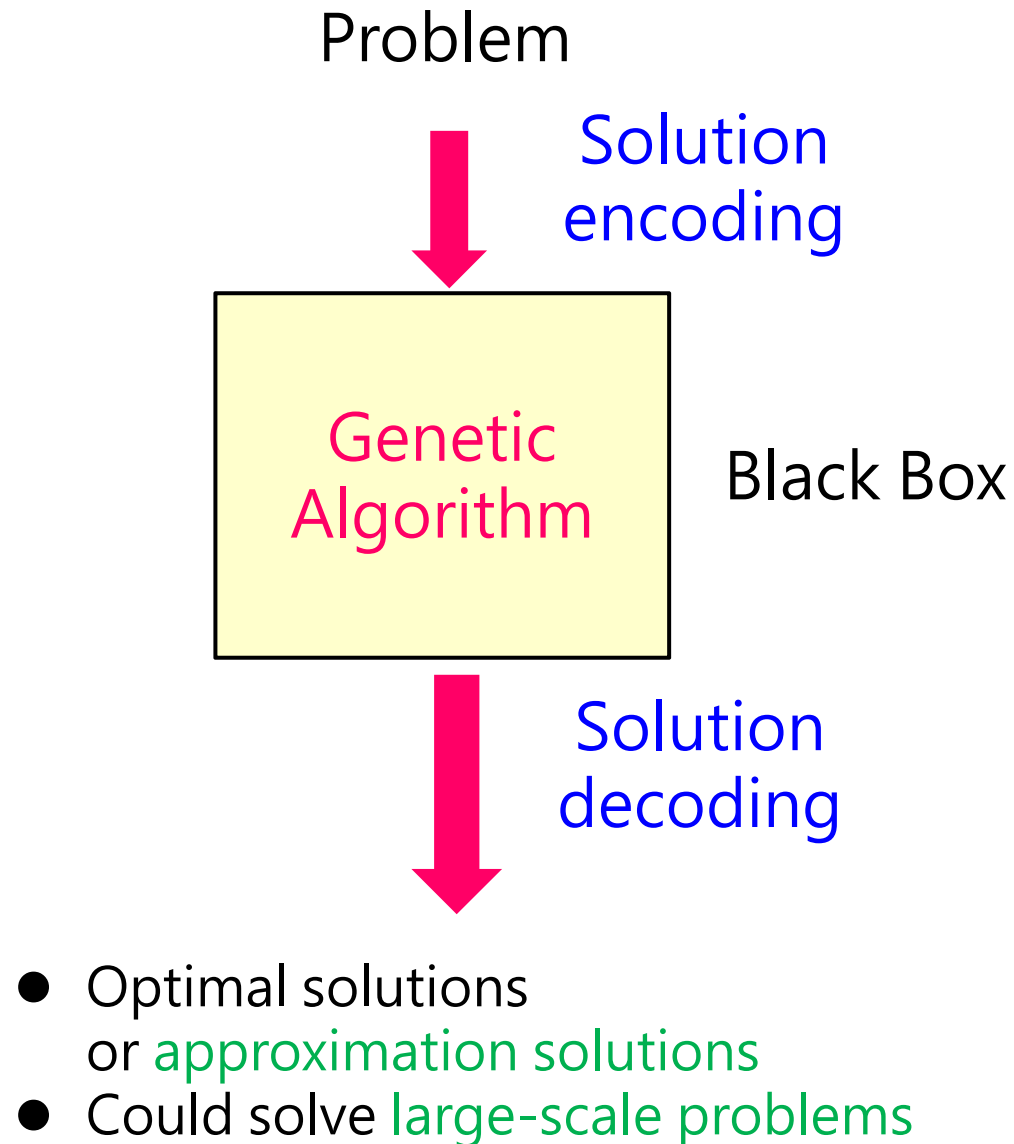 Problem
Solution
encoding
Genetic
Algorithm
Black Box
Solution
decoding
● Optimal solutions
or approximation solutions
● Could solve large-scale problems